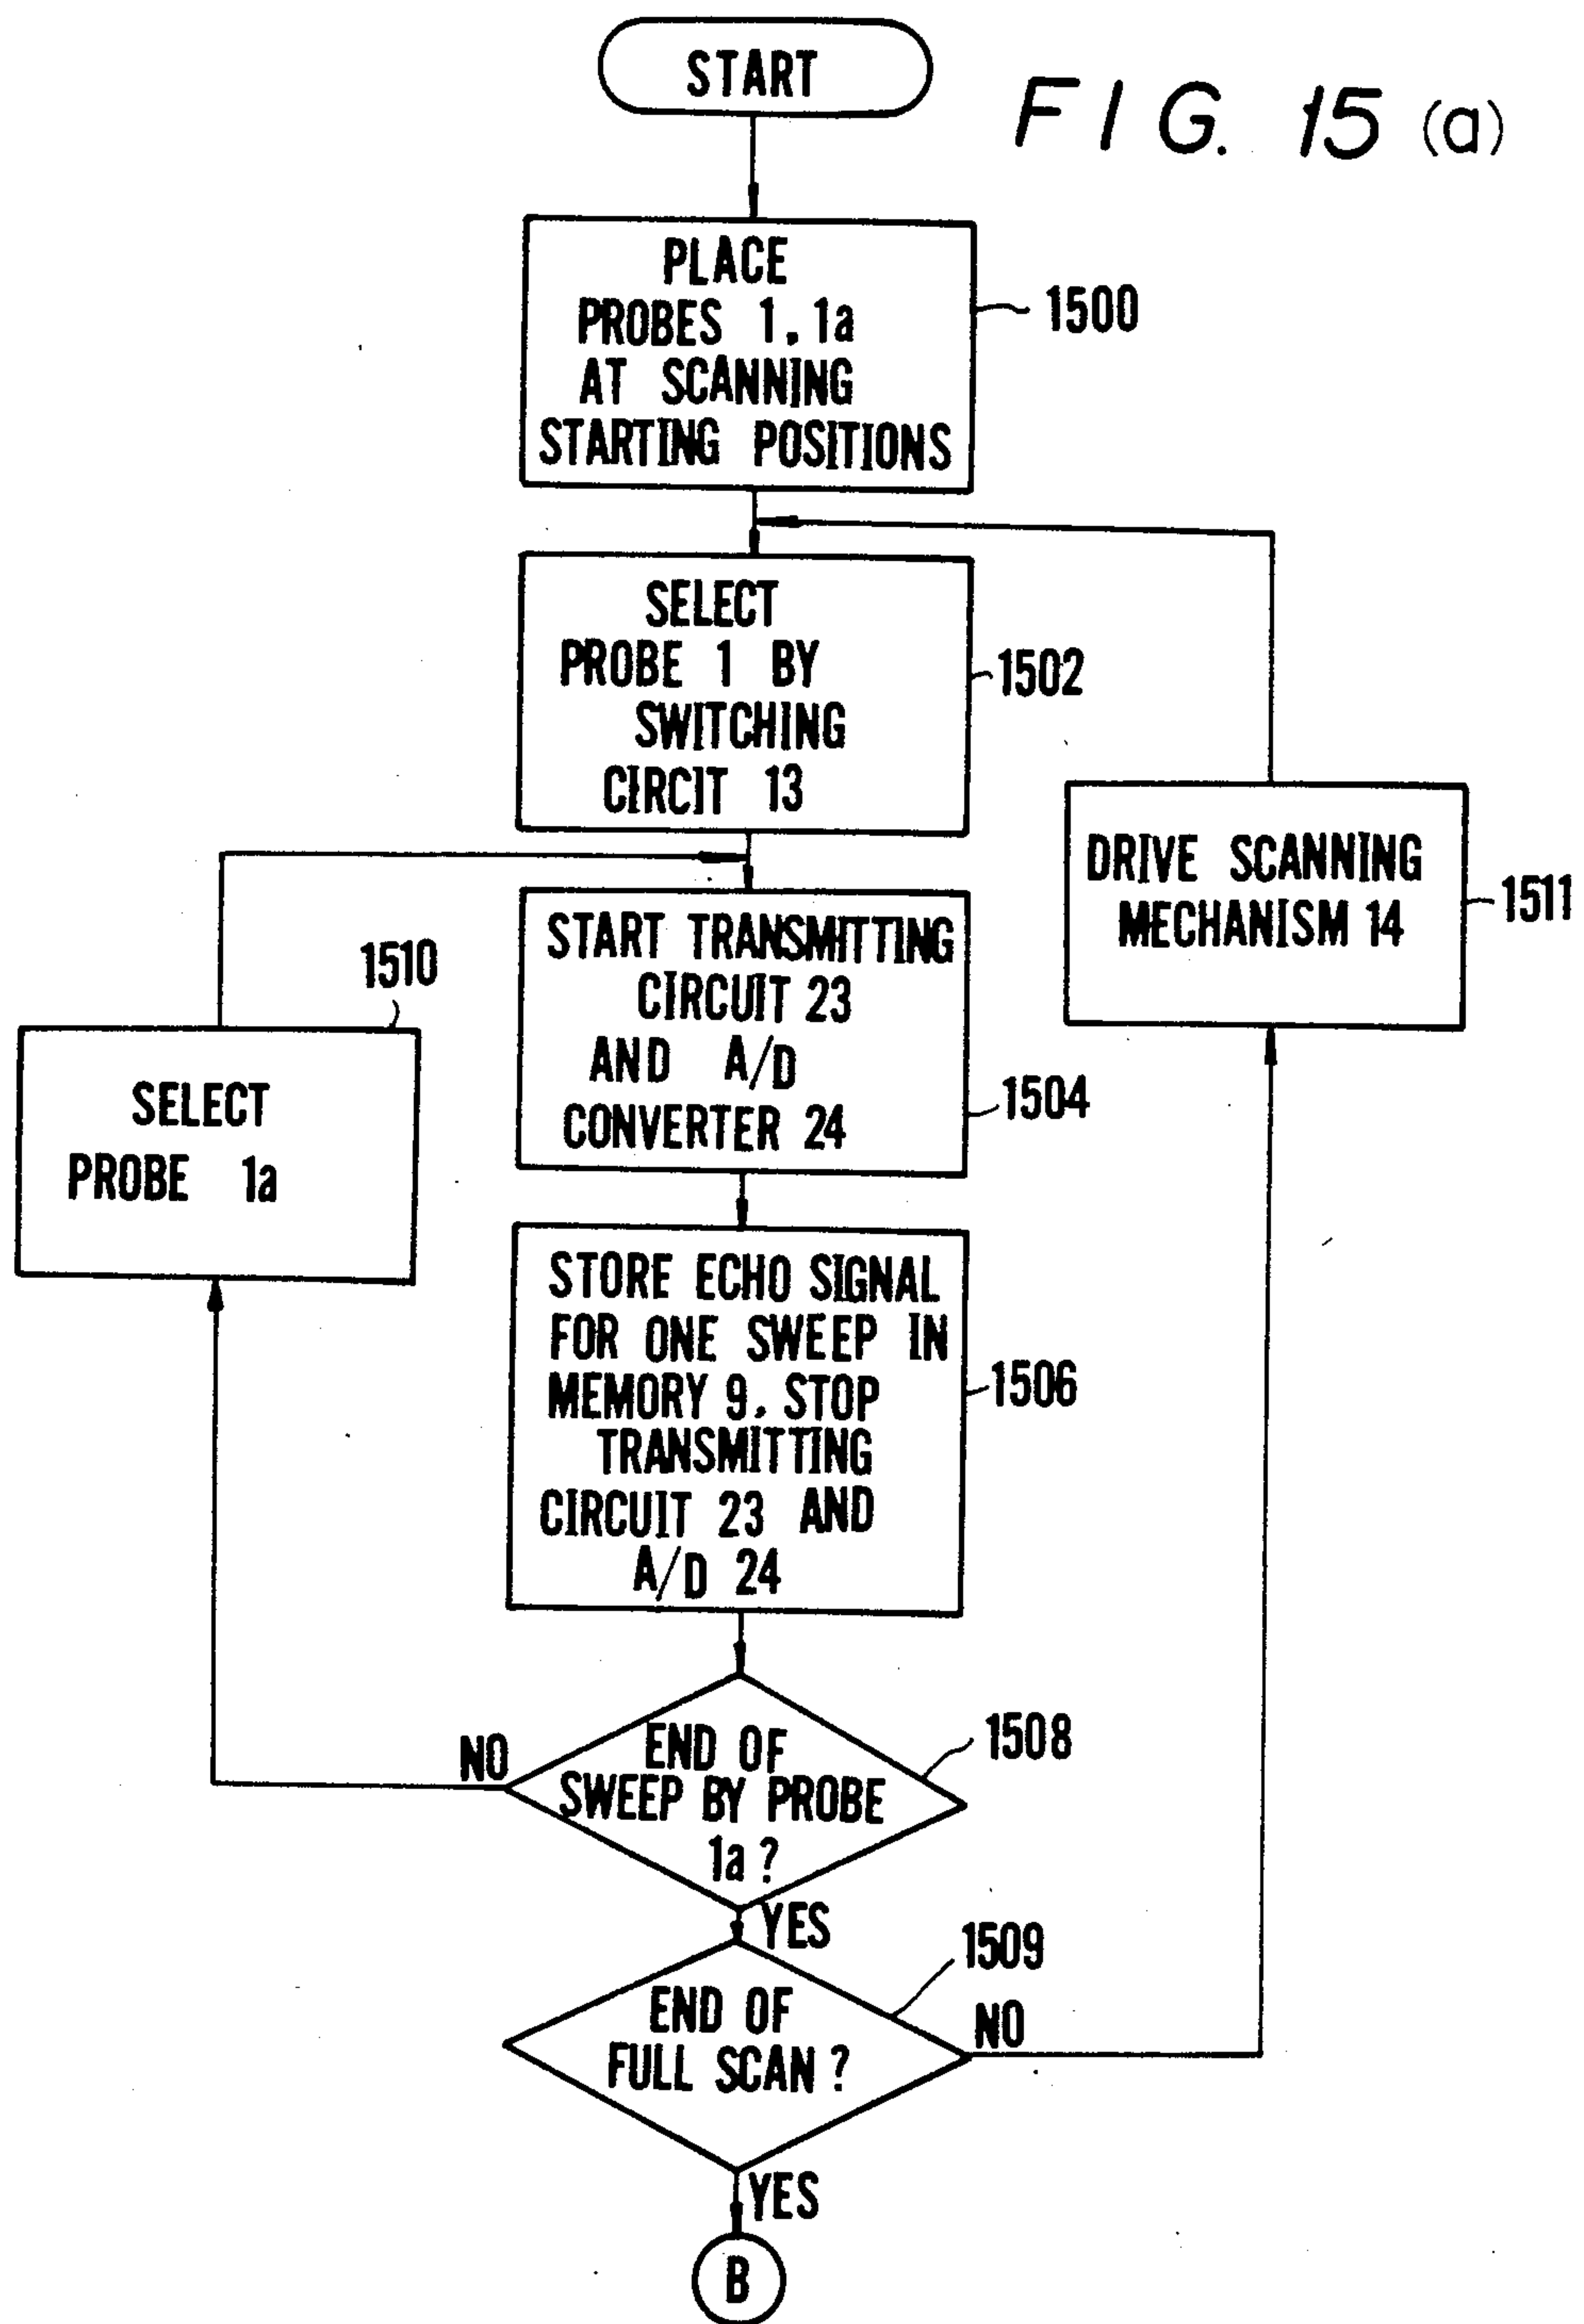 START
FIG. 15 (a)
PLACE
PROBES 1, 1a
AT SCANNING
STARTING POSITIONS
1500
SELECT
PROBE 1 BY
SWITCHING
CIRCIT 13
1502
DRIVE SCANNING
MECHANISM 14
1511
START TRANSMITTING
CIRCUIT 23
AND A/D
CONVERTER 24
1504
1510
SELECT
PROBE 1a
STORE ECHO SIGNAL
FOR ONE SWEEP IN
MEMORY 9, STOP
TRANSMITTING
CIRCUIT 23 AND
A/D 24
1506
END OF
SWEEP BY PROBE
1a?
1508
NO
YES
END OF
FULL SCAN?
1509
NO
YES
B